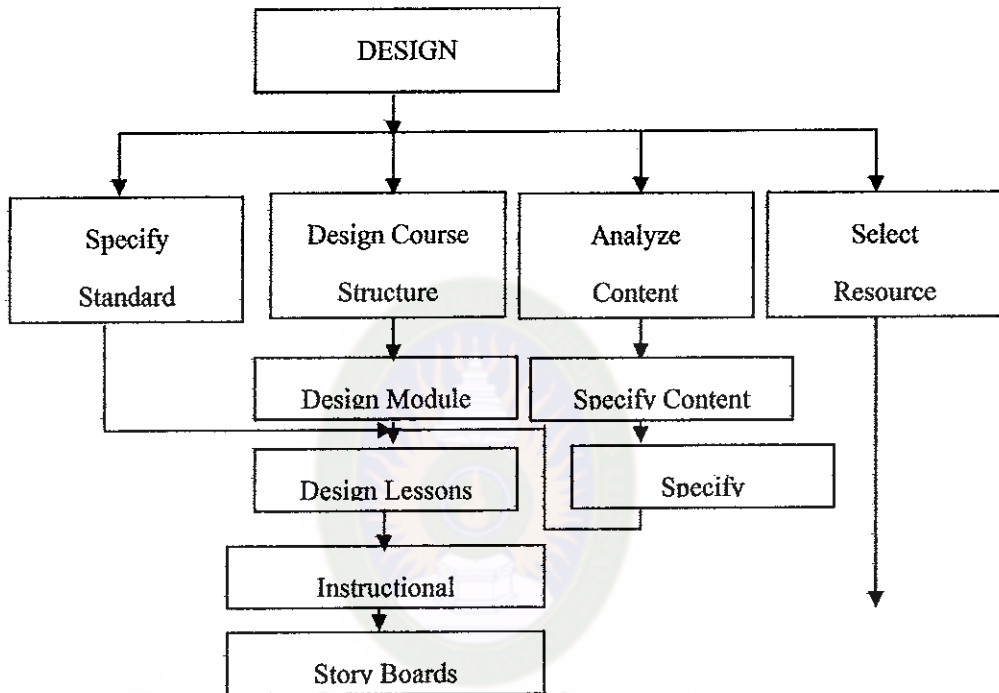 DESIGN
Specify
Standard
Design Course
Structure
Analyze
Content
Select
Resource
Design Module
Specify Content
Design Lessons
Specify
Instructional
Story Boards